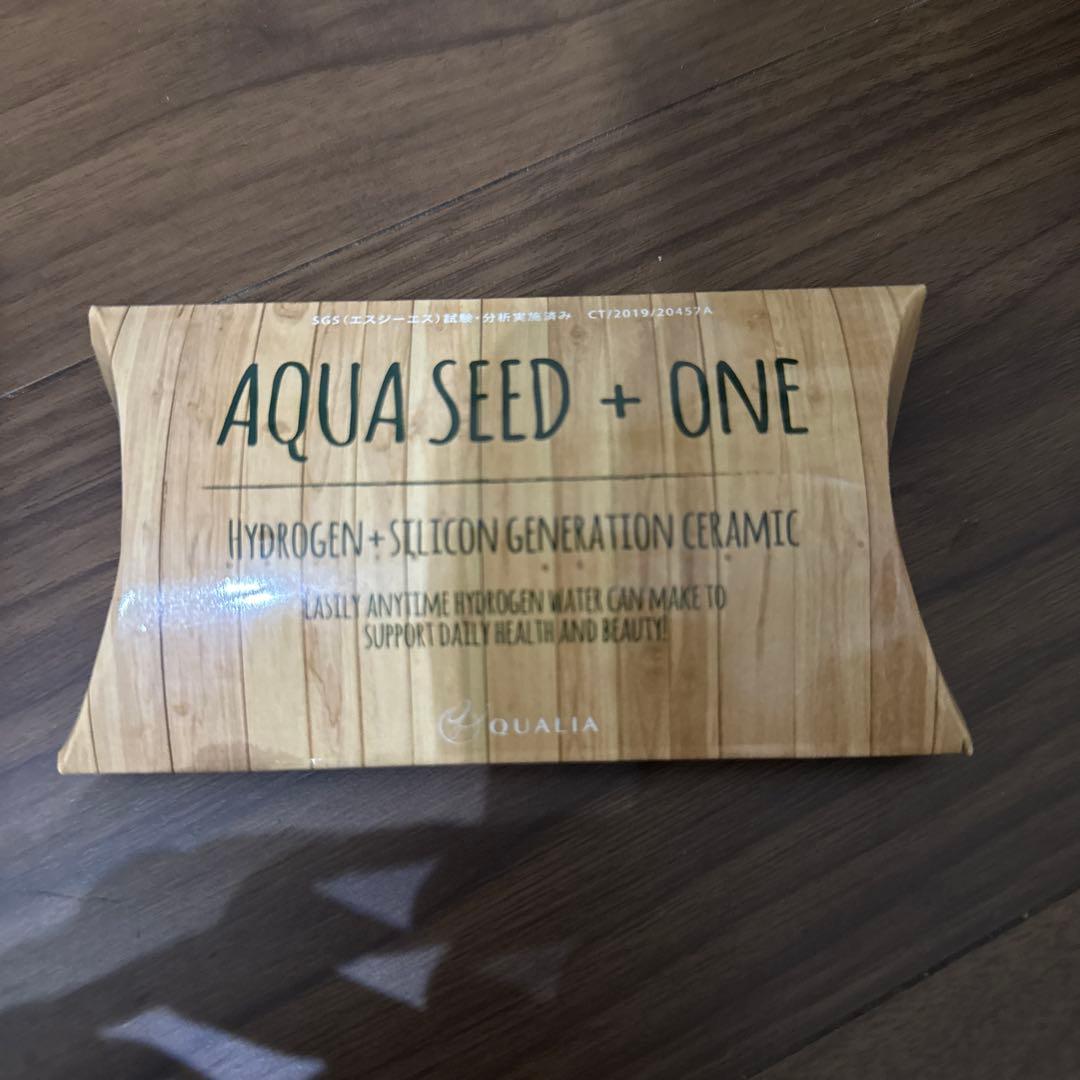 SGS(エスジーエス)試験・分析実施済み CT/2019/20457A
AQUA SEED + ONE
HYDROGEN+SILICON GENERATION CERAMIC
EASILY ANYTIME HYDROGEN WATER CAN MAKE TO
SUPPORT DAILY HEALTH AND BEAUTY!
QUALIA